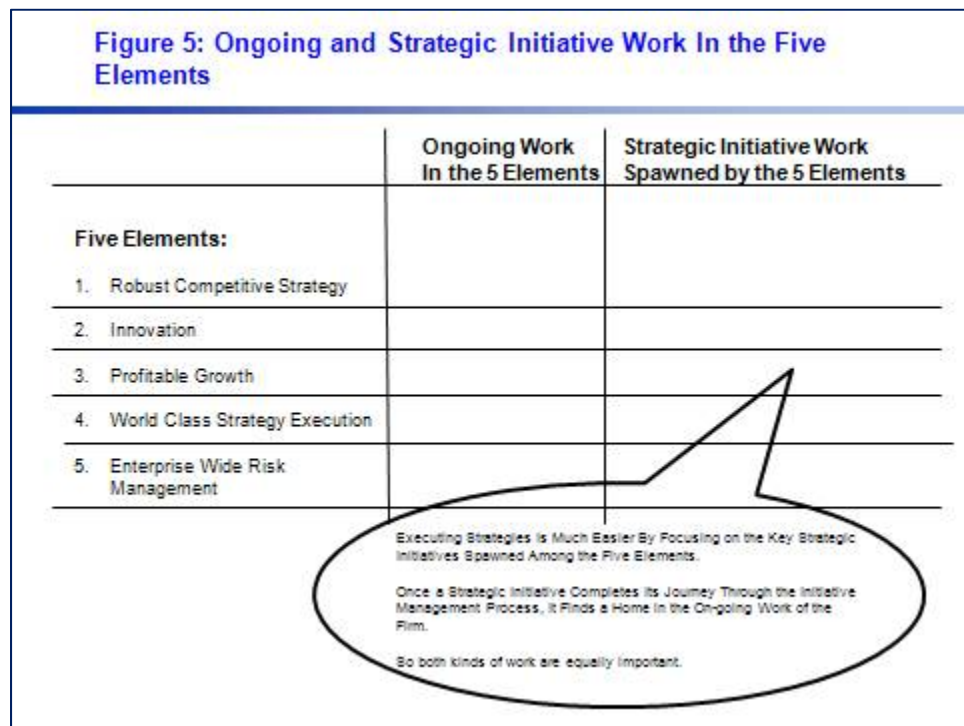 Figure 5: Ongoing and Strategic Initiative Work In the Five
Elements
Ongoing Work
In the 5 Elements
Strategic Initiative Work
Spawned by the 5 Elements
Five Elements:
1. Robust Competitive Strategy
2. Innovation
3. Profitable Growth
4. World Class Strategy Execution
5. Enterprise Wide Risk
Management
Executing Strategies Is Much Easier By Focusing on the Key Strategic
Initiatives Spawned Among the Five Elements.
Once a Strategic Initiative Completes Its Journey Through the Initiative
Management Process, It Finds a Home In the On-going Work of the
Firm.
So both kinds of work are equally important.